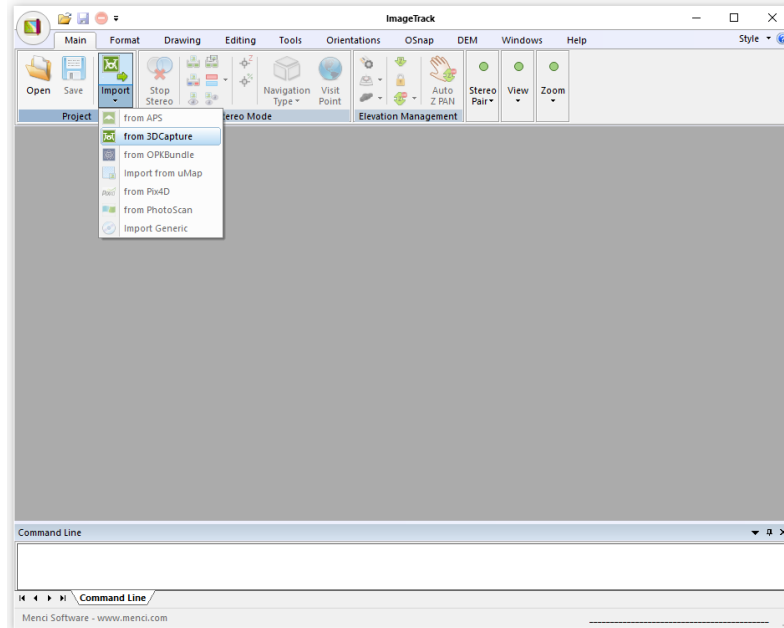 ImageTrack
Main Format Drawing Editing Tools Orientations OSnap DEM Windows Help Style
Open Save Import Stop Stereo Navigation Type Visit Point Auto Z PAN Stereo Pair View Zoom
Project ereo Mode Elevation Management
from APS
from 3DCapture
from OPKBundle
Import from uMap
from Pix4D
from PhotoScan
Import Generic
Command Line
Command Line
Menci Software - www.menci.com